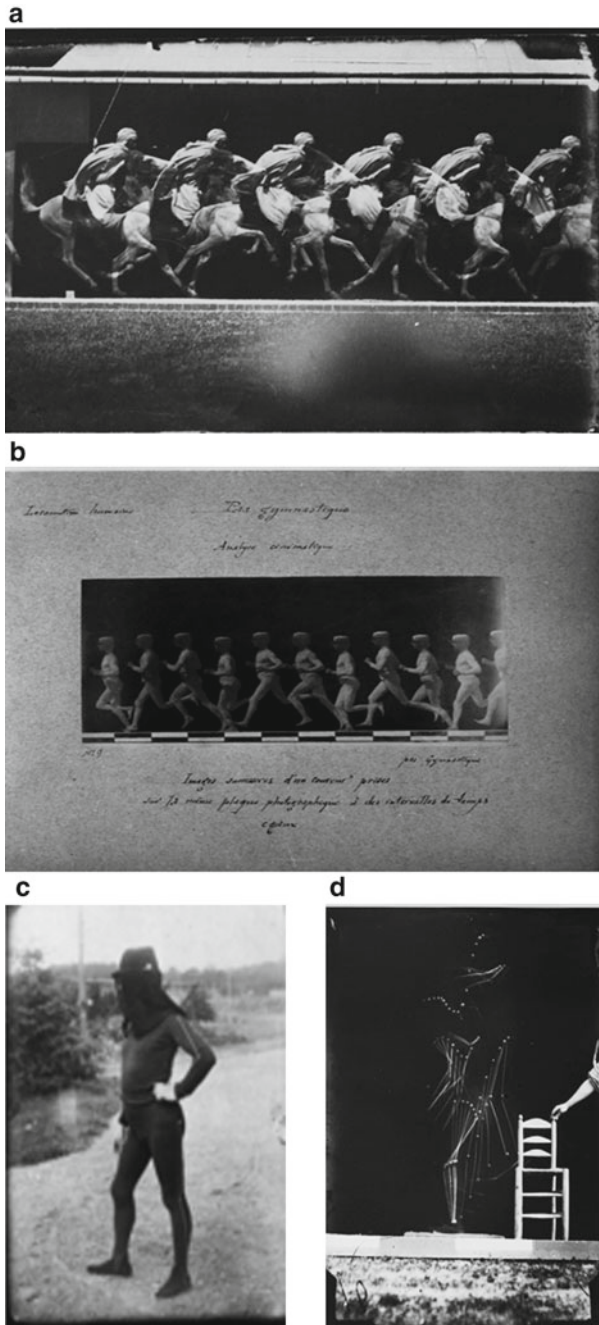 a
b
Locomotion humaine Pas gymnastique
Analyse cinématique
pas Gymnastique
Images successives d'un coureur prises
sur la même plaque photographique à des intervalles de temps
égaux
c
d